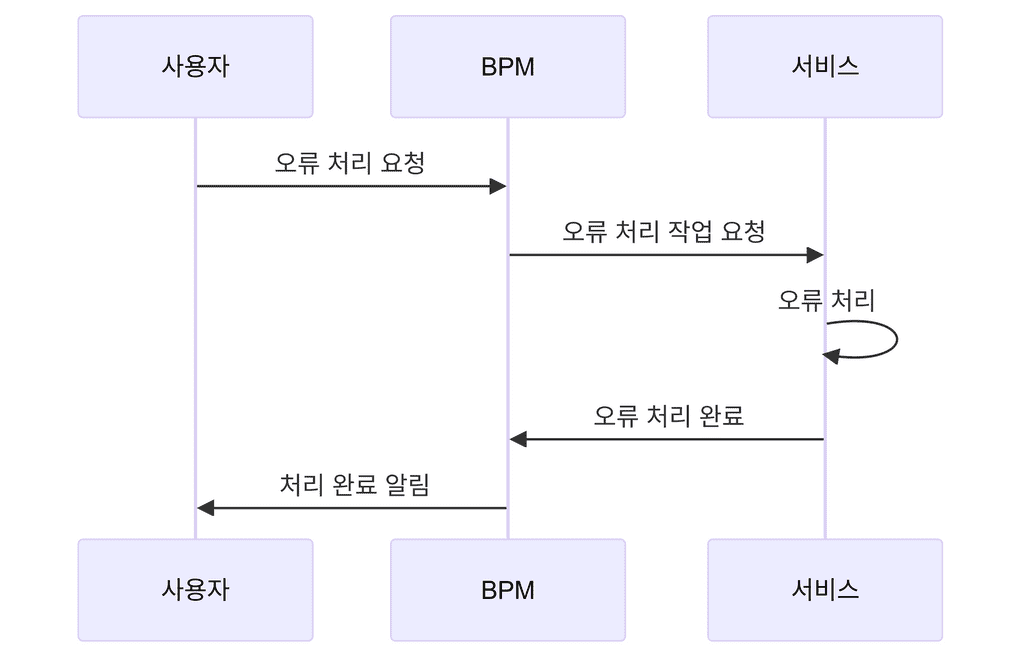 사용자
BPM
서비스
오류 처리 요청
오류 처리 작업 요청
오류 처리
오류 처리 완료
처리 완료 알림
사용자
BPM
서비스